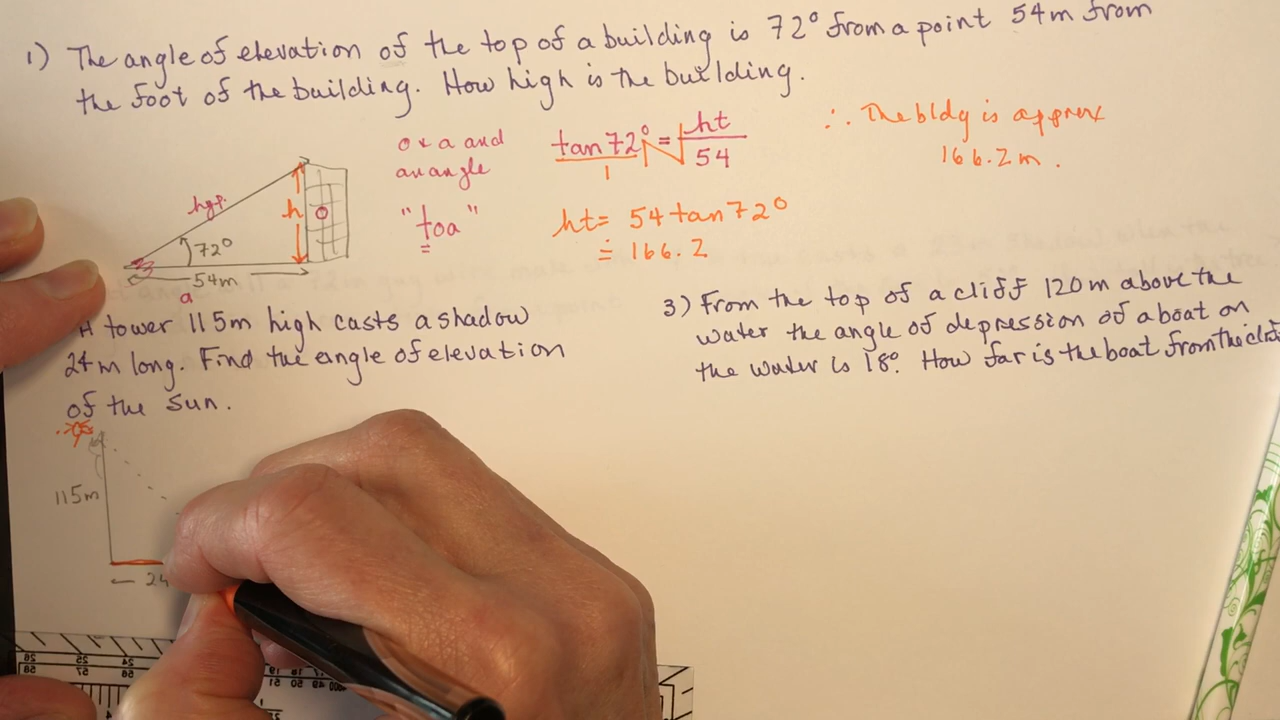 1) The angle of elevation of the top of a building is 72° from a point 54m from
the foot of the building. How high is the building.
hyp.
h
o
72°
54m
a
o & a and
an angle
"toa"
tan72° = ht
1 54
ht= 54 tan 72°
≐ 166.2
∴ The bldg is approx
166.2m.
A tower 115m high casts a shadow
24m long. Find the angle of elevation
of the sun.
115m
24
3) From the top of a cliff 120m above the
water the angle of depression of a boat on
the water is 18°. How far is the boat from the